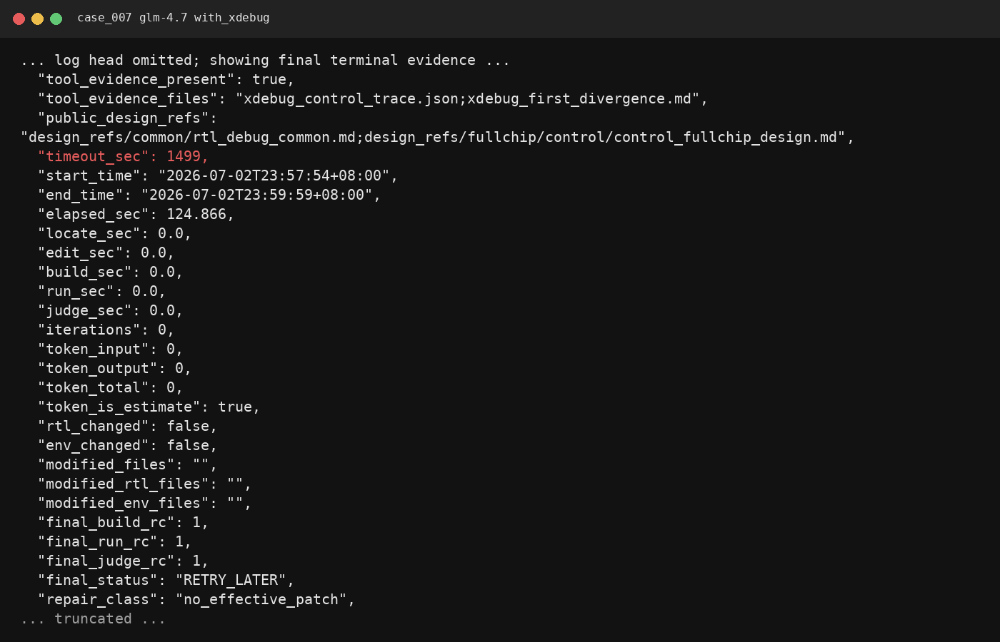 case_007 glm-4.7 with_xdebug
... log head omitted; showing final terminal evidence ...
"tool_evidence_present": true,
"tool_evidence_files": "xdebug_control_trace.json;xdebug_first_divergence.md",
"public_design_refs":
"design_refs/common/rtl_debug_common.md;design_refs/fullchip/control/control_fullchip_design.md",
"timeout_sec": 1499,
"start_time": "2026-07-02T23:57:54+08:00",
"end_time": "2026-07-02T23:59:59+08:00",
"elapsed_sec": 124.866,
"locate_sec": 0.0,
"edit_sec": 0.0,
"build_sec": 0.0,
"run_sec": 0.0,
"judge_sec": 0.0,
"iterations": 0,
"token_input": 0,
"token_output": 0,
"token_total": 0,
"token_is_estimate": true,
"rtl_changed": false,
"env_changed": false,
"modified_files": "",
"modified_rtl_files": "",
"modified_env_files": "",
"final_build_rc": 1,
"final_run_rc": 1,
"final_judge_rc": 1,
"final_status": "RETRY_LATER",
"repair_class": "no_effective_patch",
... truncated ...